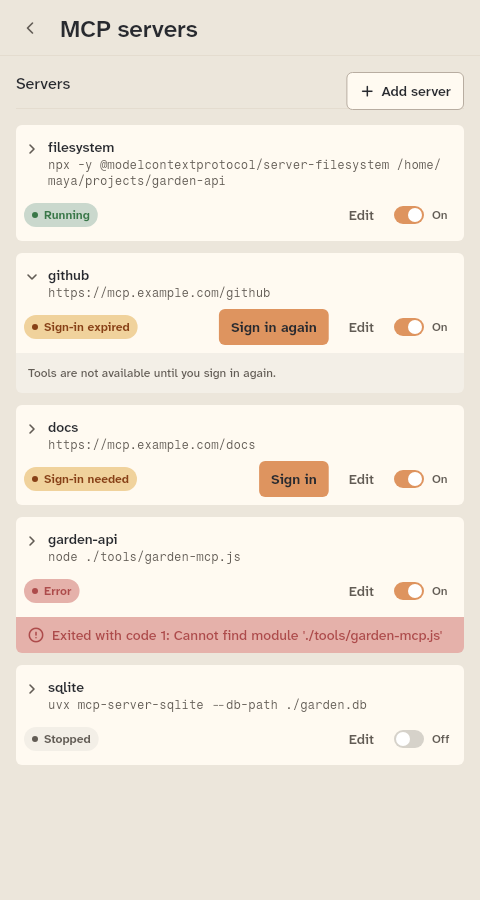 MCP servers
Servers
Add server
filesystem
npx -y @modelcontextprotocol/server-filesystem /home/
maya/projects/garden-api
Running
Edit
On
github
https://mcp.example.com/github
Sign-in expired
Sign in again
Edit
On
Tools are not available until you sign in again.
docs
https://mcp.example.com/docs
Sign-in needed
Sign in
Edit
On
garden-api
node ./tools/garden-mcp.js
Error
Edit
On
Exited with code 1: Cannot find module './tools/garden-mcp.js'
sqlite
uvx mcp-server-sqlite --db-path ./garden.db
Stopped
Edit
Off